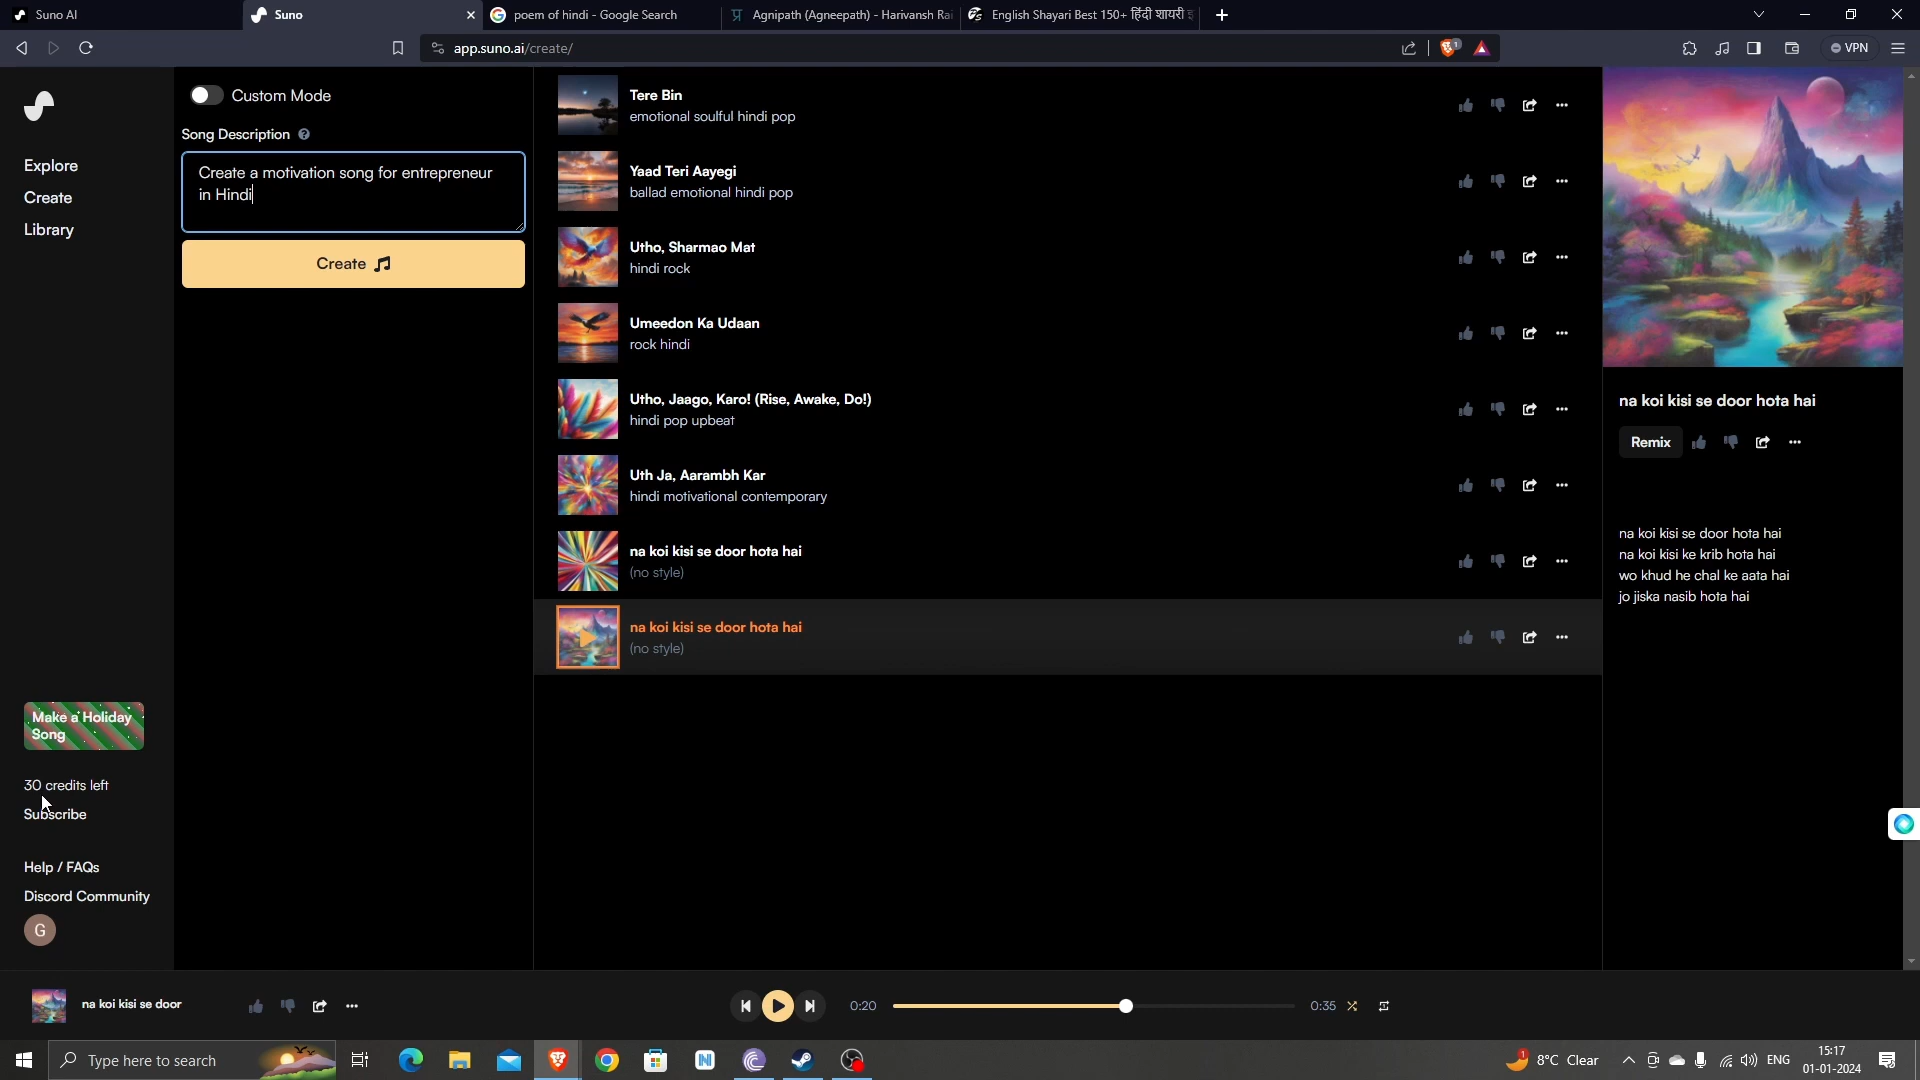 Suno AI
Suno
poem of hindi - Google Search
Agnipath (Agneepath) - Harivansh Rai
English Shayari Best 150+ हिंदी शायरी इ
app.suno.ai/create/
1
VPN
Explore
Create
Library
Make a Holiday
Song
30 credits left
Subscribe
Help / FAQs
Discord Community
G
Custom Mode
Song Description ?
Create a motivation song for entrepreneur
in Hindi
Create
Tere Bin
emotional soulful hindi pop
Yaad Teri Aayegi
ballad emotional hindi pop
Utho, Sharmao Mat
hindi rock
Umeedon Ka Udaan
rock hindi
Utho, Jaago, Karo! (Rise, Awake, Do!)
hindi pop upbeat
Uth Ja, Aarambh Kar
hindi motivational contemporary
na koi kisi se door hota hai
(no style)
na koi kisi se door hota hai
(no style)
na koi kisi se door hota hai
Remix
na koi kisi se door hota hai
na koi kisi ke krib hota hai
wo khud he chal ke aata hai
jo jiska nasib hota hai
na koi kisi se door
0:20
0:35
Type here to search
1
8°C Clear
ENG
15:17
01-01-2024